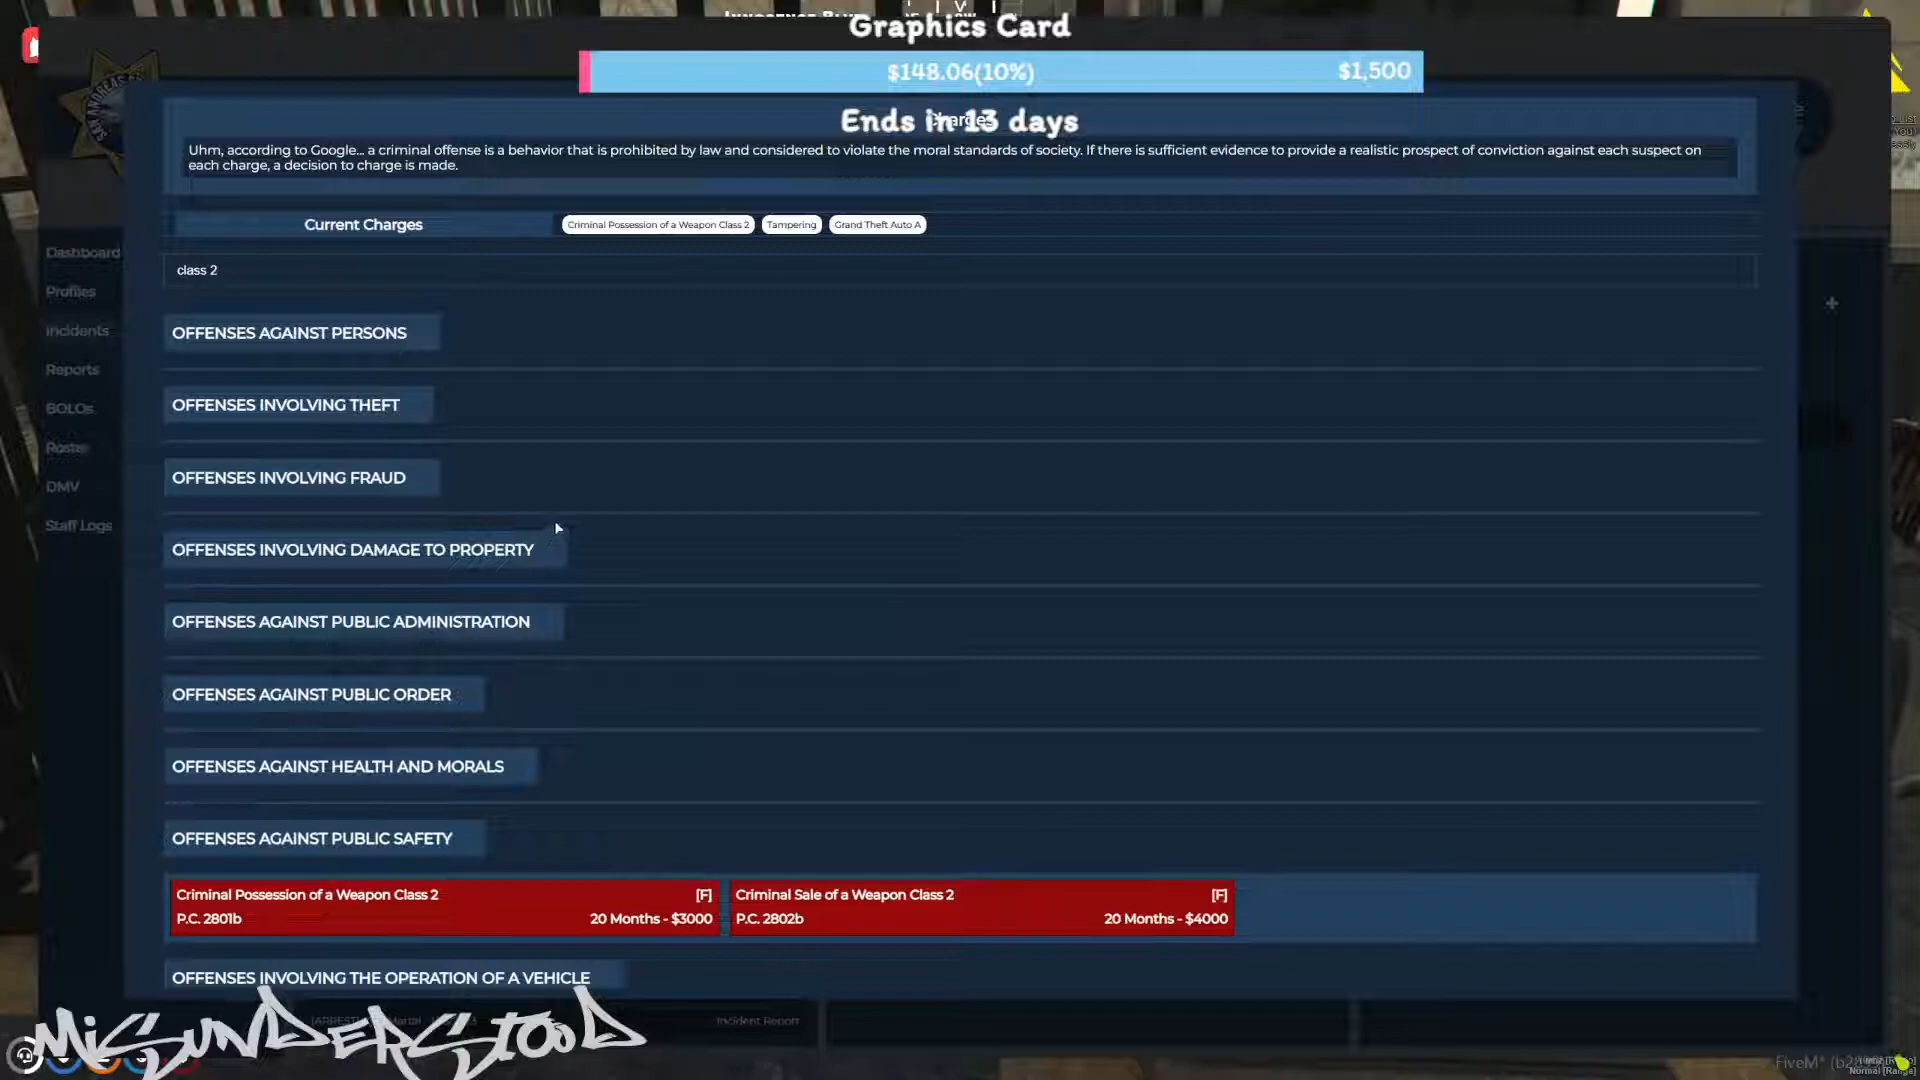 Graphics Card
$148.06(10%)
$1,500
Ends in 13 days
Charges
Uhm, according to Google... a criminal offense is a behavior that is prohibited by law and considered to violate the moral standards of society. If there is sufficient evidence to provide a realistic prospect of conviction against each suspect on
each charge, a decision to charge is made.
Current Charges
Criminal Possession of a Weapon Class 2
Tampering
Grand Theft Auto A
class 2
Dashboard
Profiles
Incidents
Reports
BOLOs
Roster
DMV
Staff Logs
+
OFFENSES AGAINST PERSONS
OFFENSES INVOLVING THEFT
OFFENSES INVOLVING FRAUD
OFFENSES INVOLVING DAMAGE TO PROPERTY
OFFENSES AGAINST PUBLIC ADMINISTRATION
OFFENSES AGAINST PUBLIC ORDER
OFFENSES AGAINST HEALTH AND MORALS
OFFENSES AGAINST PUBLIC SAFETY
Criminal Possession of a Weapon Class 2 [F]
P.C. 2801b 20 Months - $3000
Criminal Sale of a Weapon Class 2 [F]
P.C. 2802b 20 Months - $4000
OFFENSES INVOLVING THE OPERATION OF A VEHICLE
Incident Report
MiSUNDERSTOOD
FiveM*
Normal [Range]